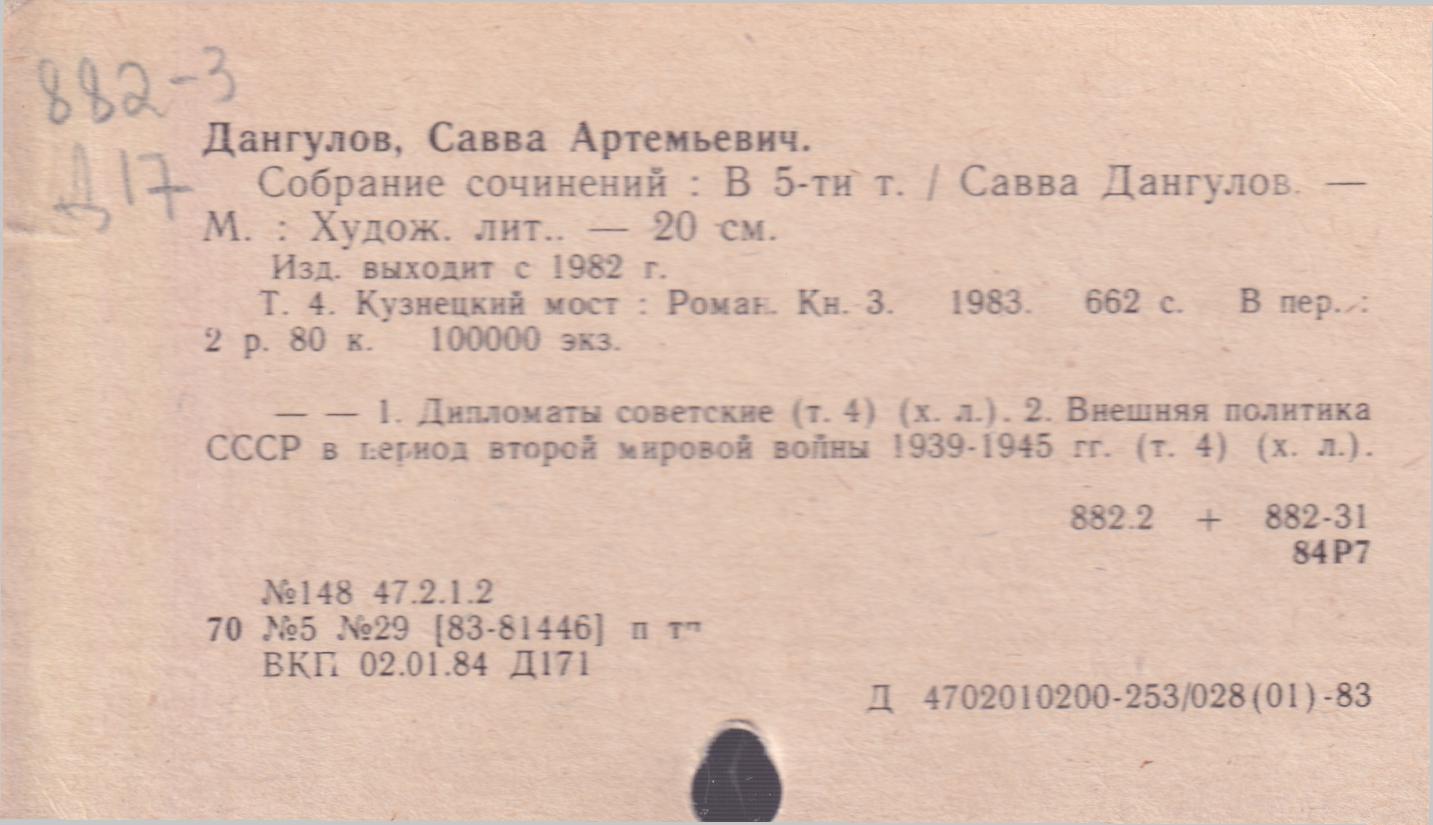 882-3
Д17
Дангулов, Савва Артемьевич.
Собрание сочинений : В 5-ти т. / Савва Дангулов. —
М. : Худож. лит.. — 20 см.
Изд. выходит с 1982 г.
Т. 4. Кузнецкий мост : Роман. Кн. 3. 1983. 662 с. В пер. :
2 р. 80 к. 100000 экз.
— — 1. Дипломаты советские (т. 4) (х. л.). 2. Внешняя политика
СССР в период второй мировой войны 1939-1945 гг. (т. 4) (х. л.).
882.2 + 882-31
84Р7
№148 47.2.1.2
70 №5 №29 [83-81446] п
ВКП 02.01.84 Д171
Д 4702010200-253/028(01)-83